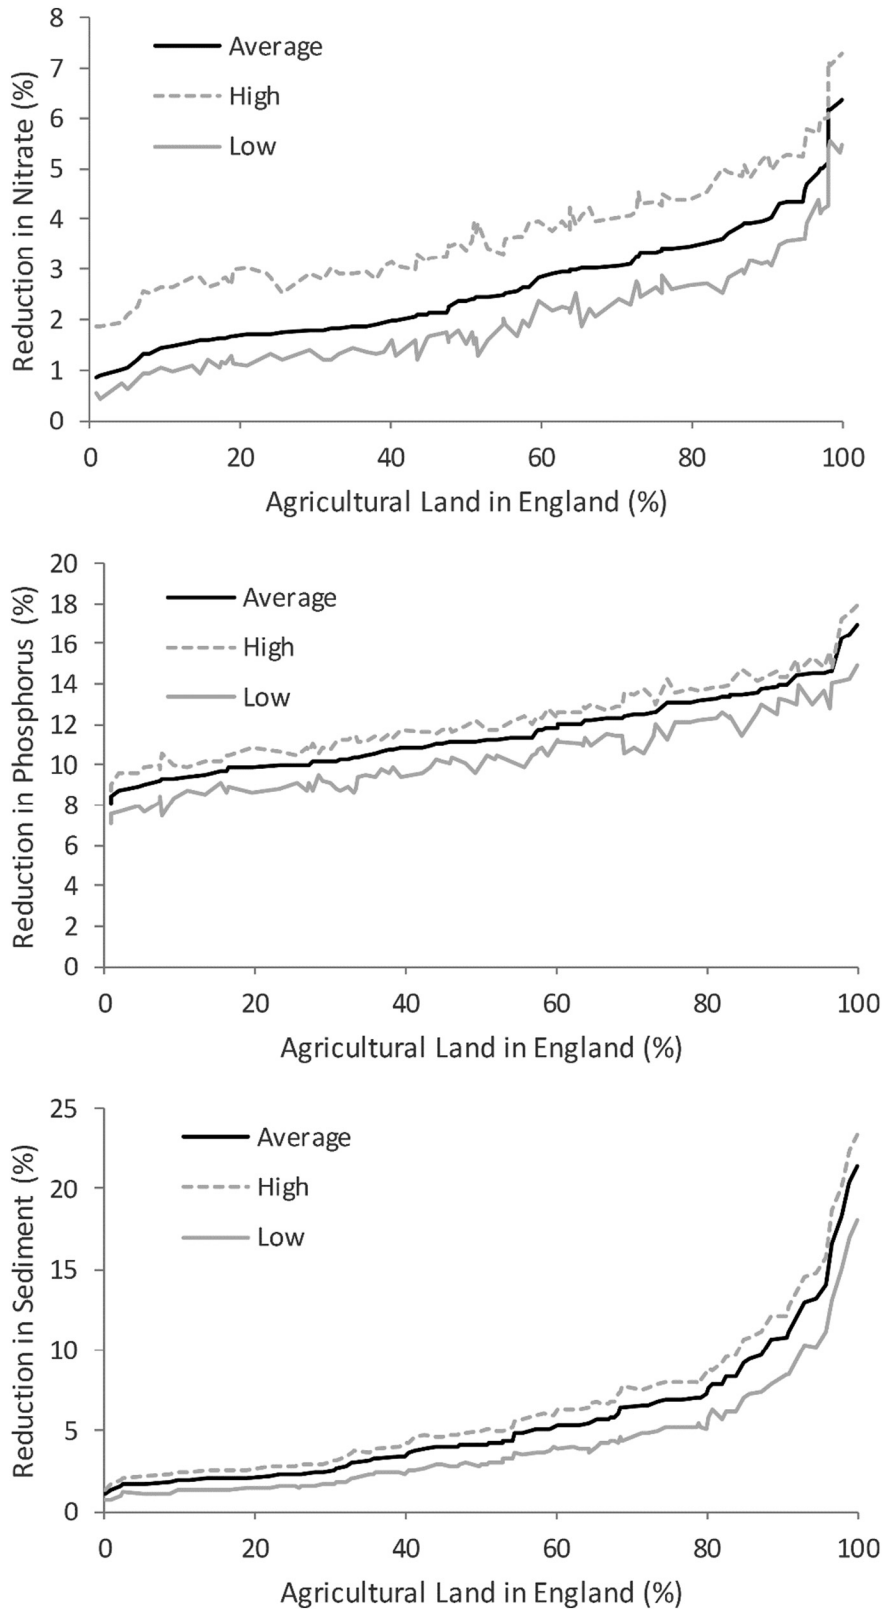 8
7
6
5
4
3
2
1
0
Reduction in Nitrate (%)
Average
High
Low
0 20 40 60 80 100
Agricultural Land in England (%)
20
18
16
14
12
10
8
6
4
2
0
Reduction in Phosphorus (%)
Average
High
Low
0 20 40 60 80 100
Agricultural Land in England (%)
25
20
15
10
5
0
Reduction in Sediment (%)
Average
High
Low
0 20 40 60 80 100
Agricultural Land in England (%)